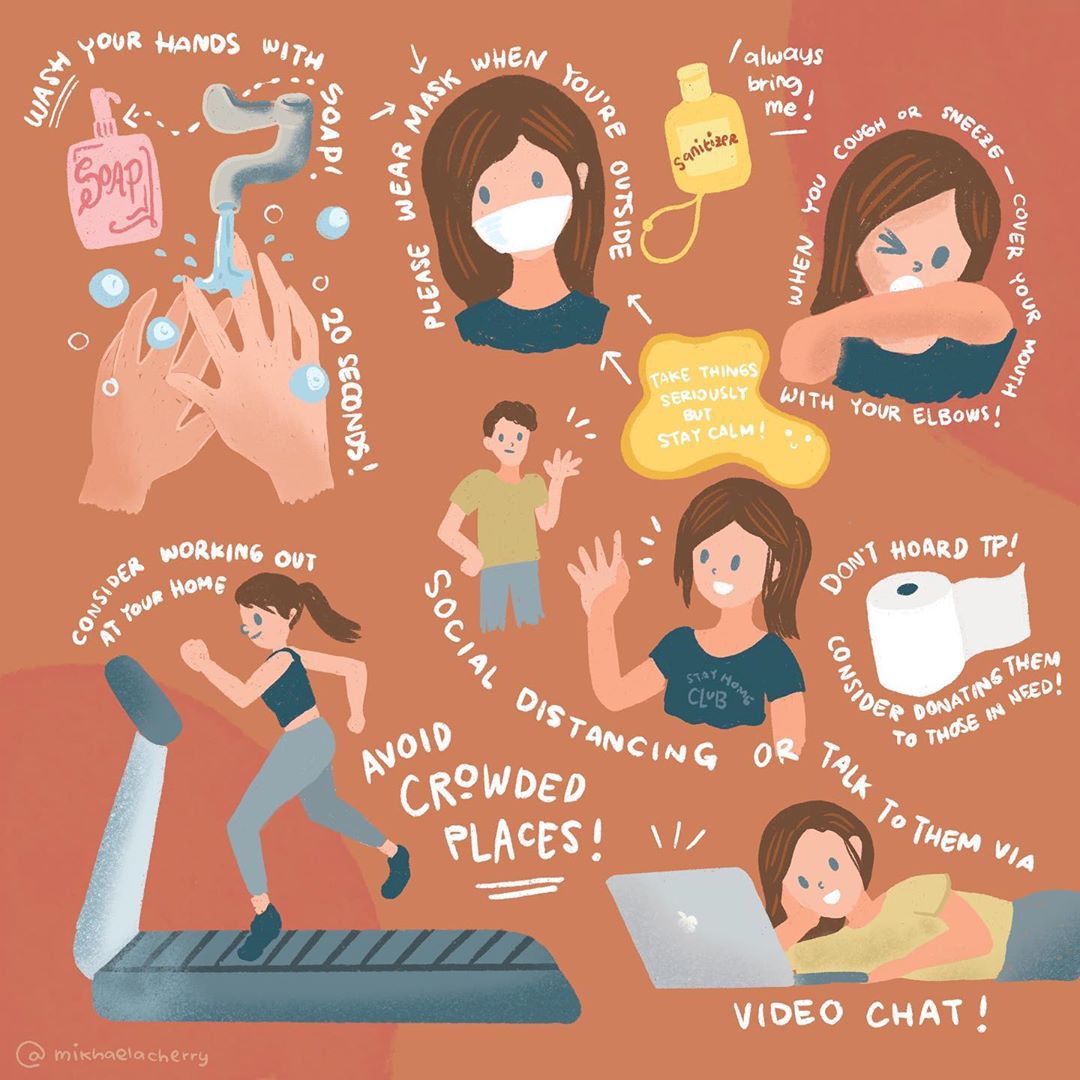 WASH YOUR HANDS WITH SOAP!
SOAP
20 SECONDS!
PLEASE WEAR MASK WHEN YOU'RE OUTSIDE
always
bring
me!
Sanitizer
WHEN YOU COUGH OR SNEEZE – COVER YOUR MOUTH
WITH YOUR ELBOWS!
TAKE THINGS
SERIOUSLY
BUT
STAY CALM!
CONSIDER WORKING OUT
AT YOUR HOME
SOCIAL DISTANCING OR TALK TO THEM VIA
VIDEO CHAT!
STAY HOME
CLUB
DON'T HOARD TP!
CONSIDER DONATING THEM
TO THOSE IN NEED!
AVOID
CROWDED
PLACES!
@mikhaelacherry